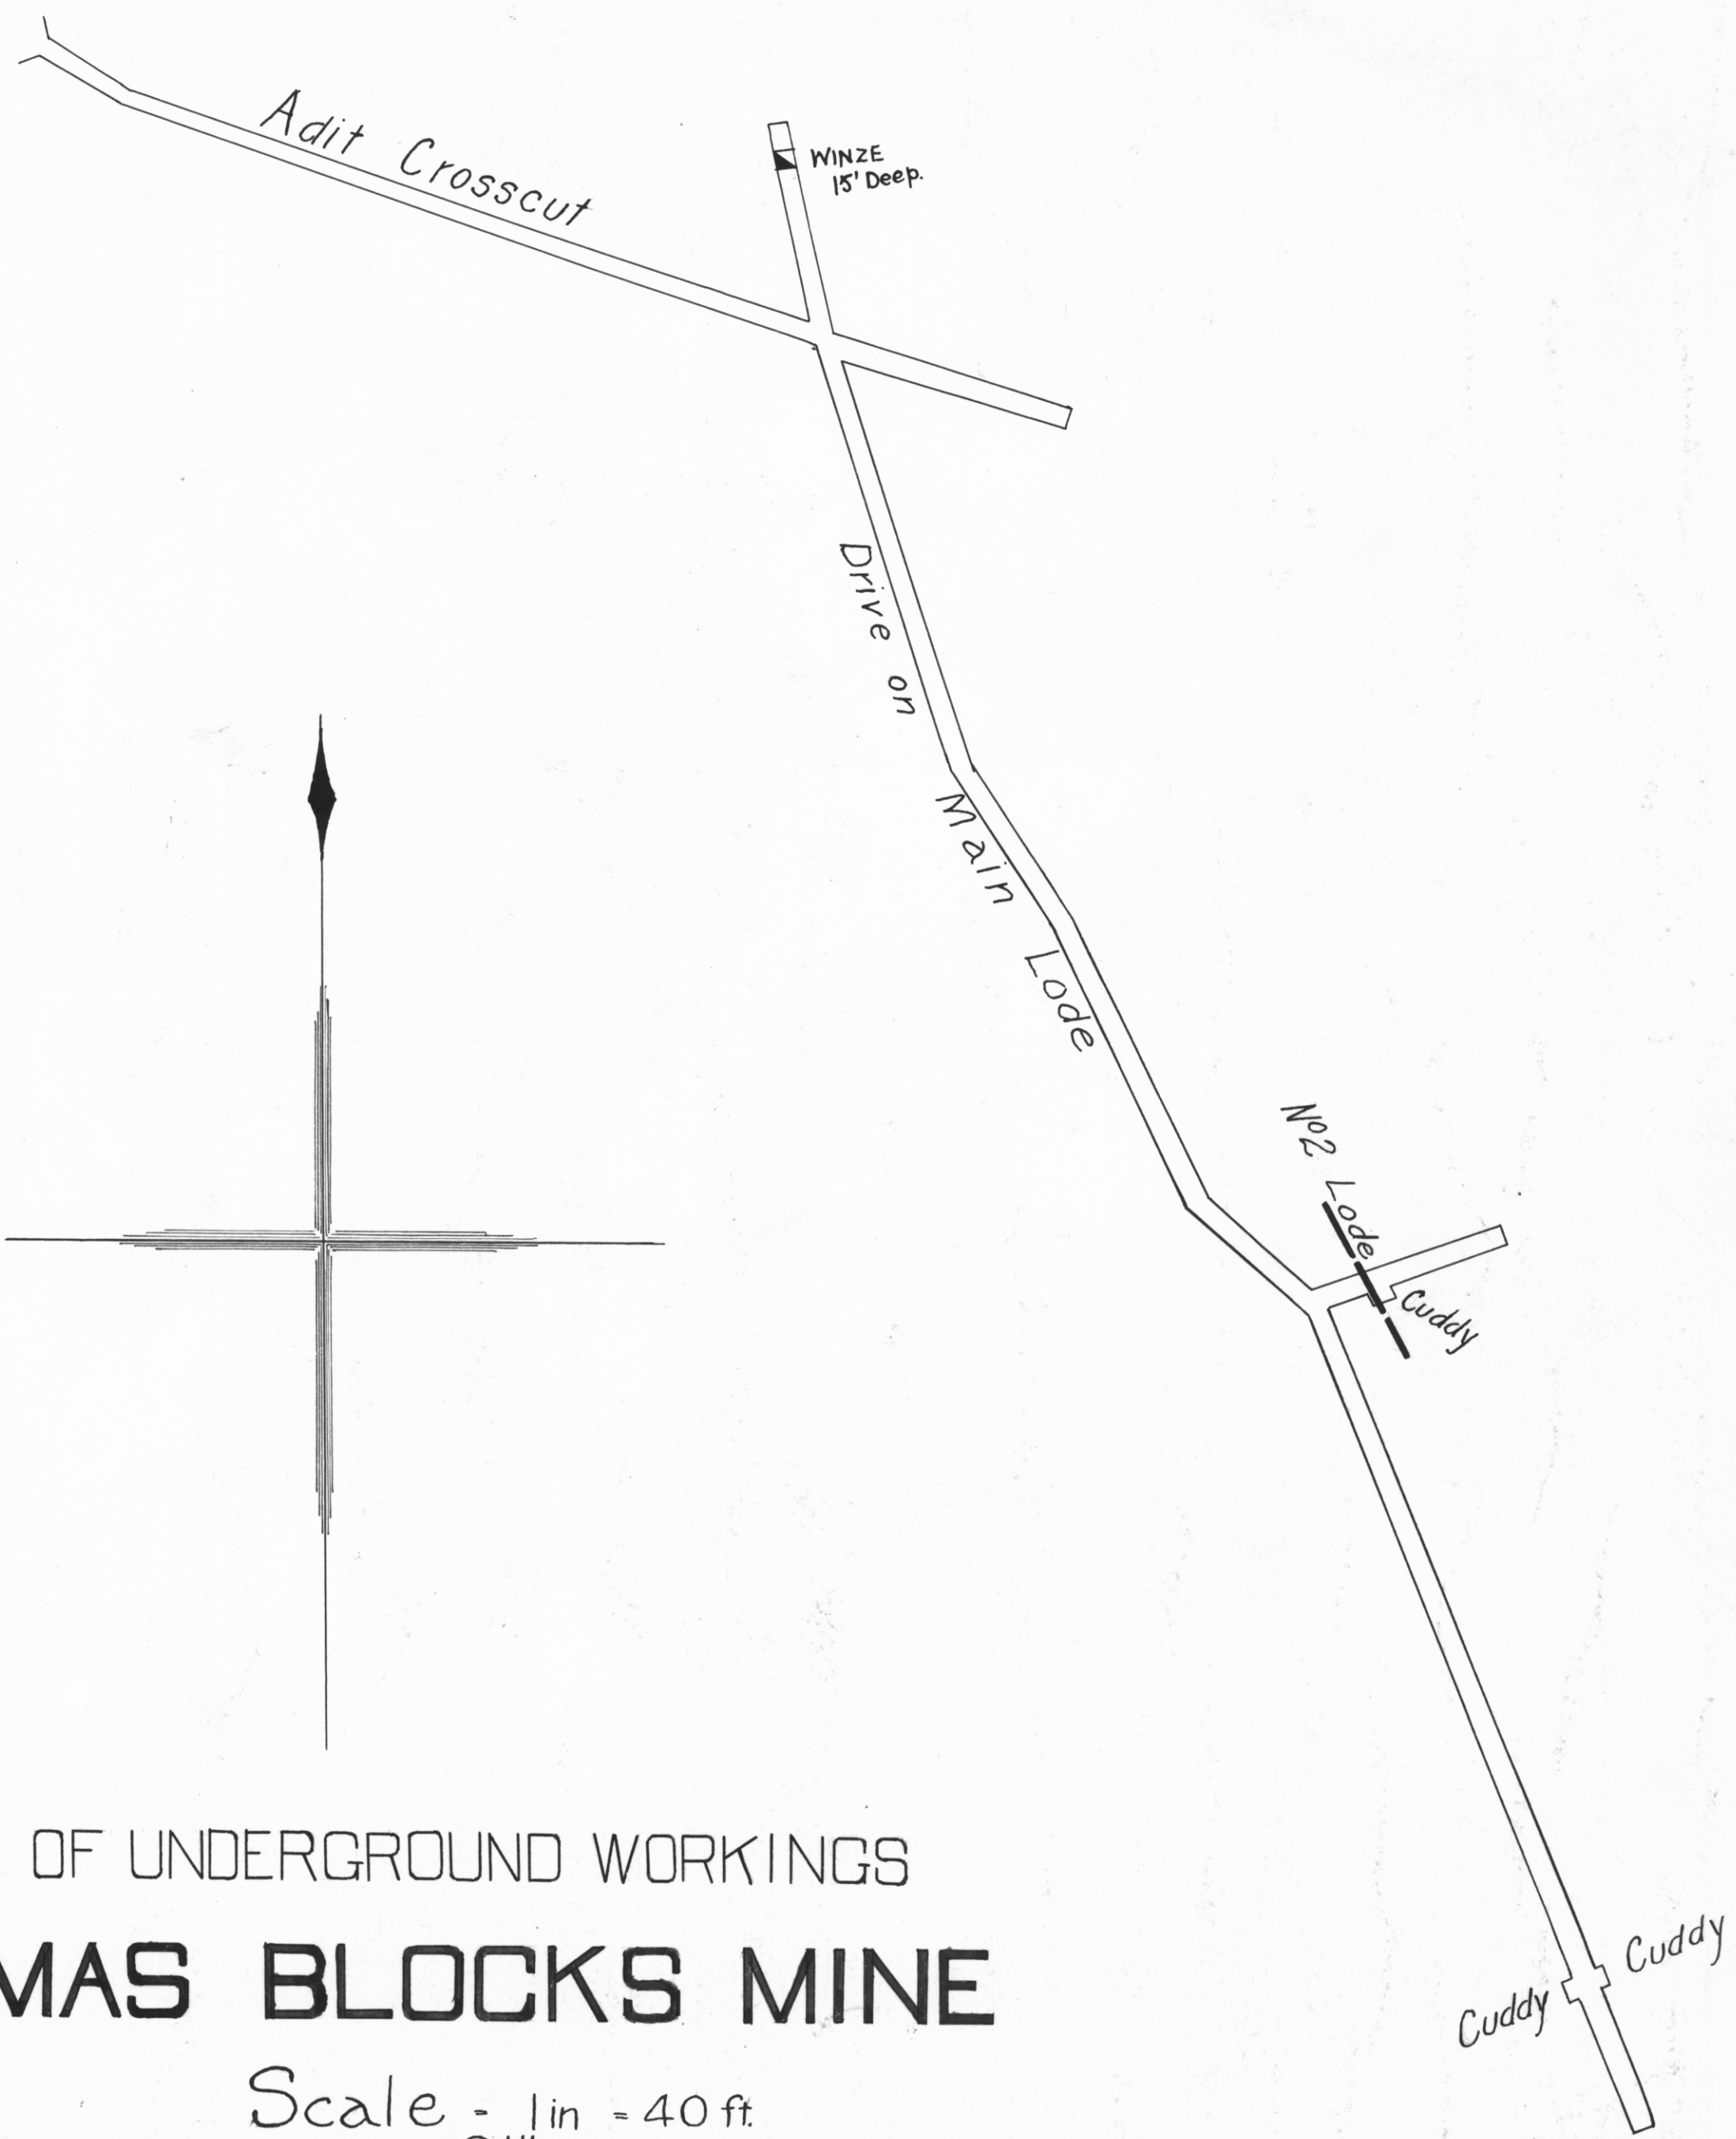 Adit Crosscut
WINZE
15' Deep.
Drive on Main Lode
Nº2 Lode
Cuddy
Cuddy
Cuddy
OF UNDERGROUND WORKINGS
MAS BLOCKS MINE
Scale - 1in = 40 ft.